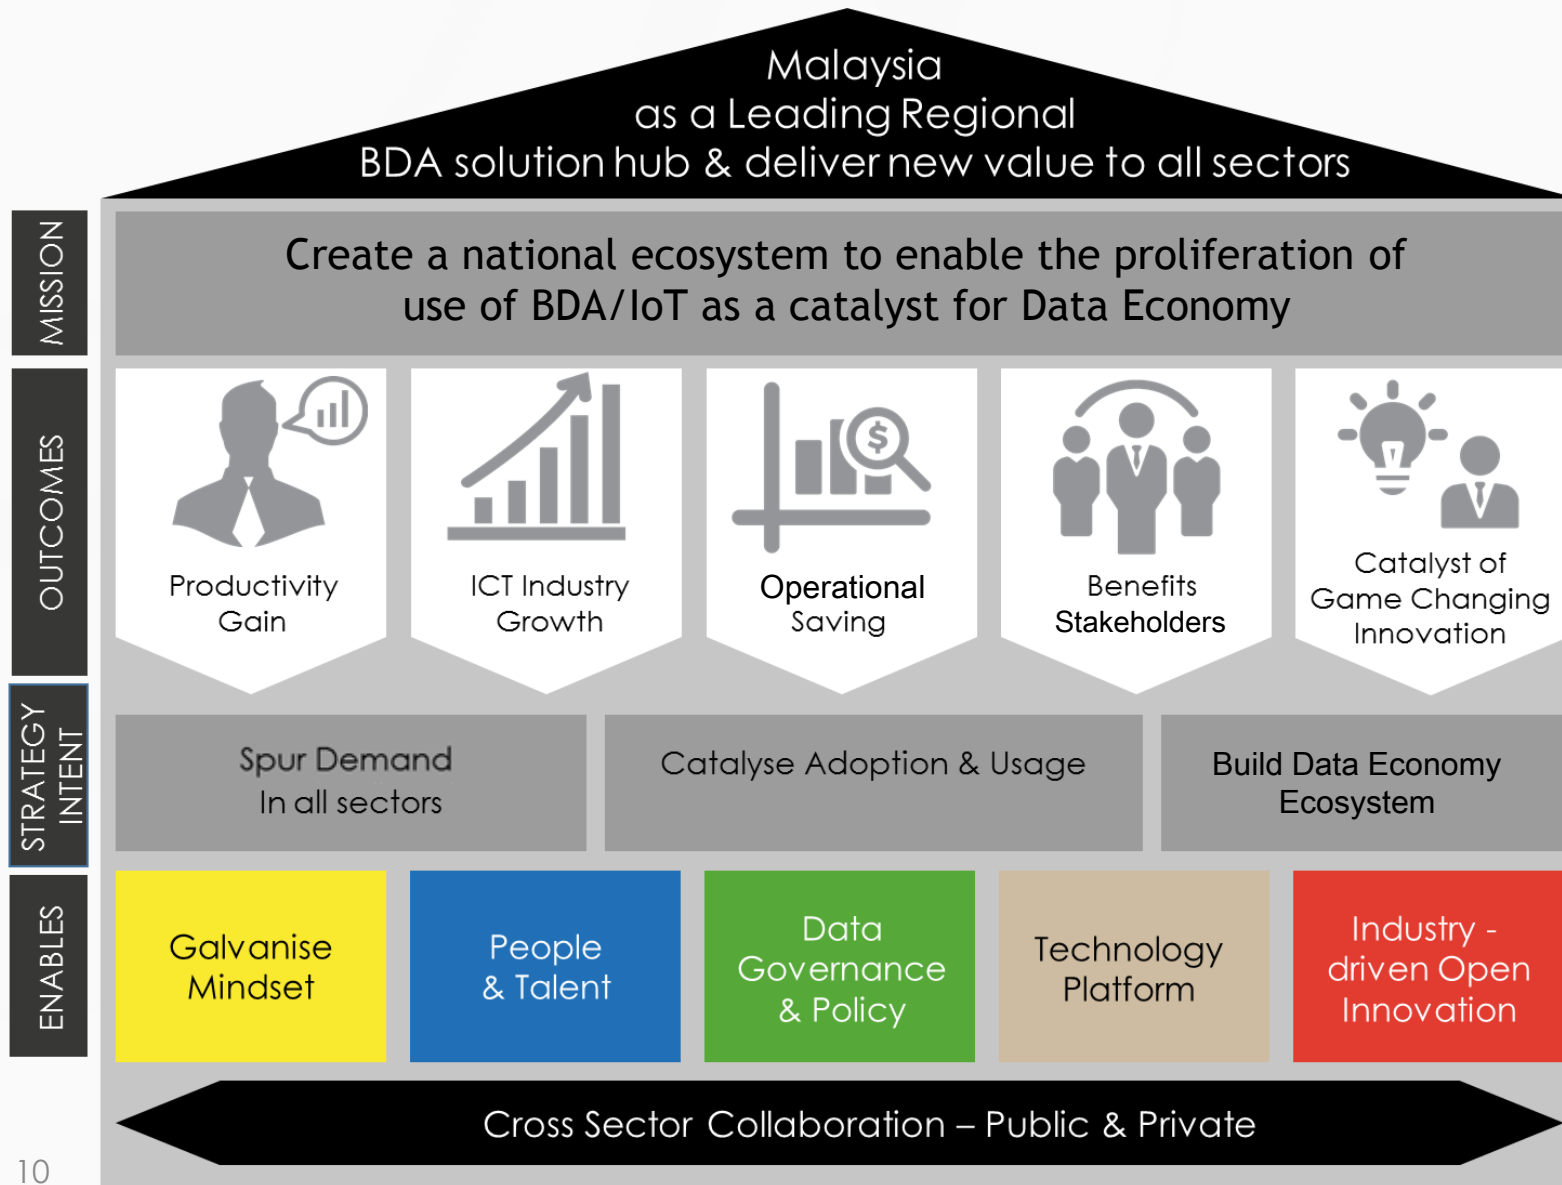 Malaysia
as a Leading Regional
BDA solution hub & deliver new value to all sectors
MISSION
Create a national ecosystem to enable the proliferation of
use of BDA/IoT as a catalyst for Data Economy
OUTCOMES
Productivity
Gain
ICT Industry
Growth
$
Operational
Saving
Benefits
Stakeholders
Catalyst of
Game Changing
Innovation
STRATEGY
INTENT
Spur Demand
In all sectors
Catalyse Adoption & Usage
Build Data Economy
Ecosystem
ENABLES
Galvanise
Mindset
People
& Talent
Data
Governance
& Policy
Technology
Platform
Industry -
driven Open
Innovation
Cross Sector Collaboration – Public & Private
10